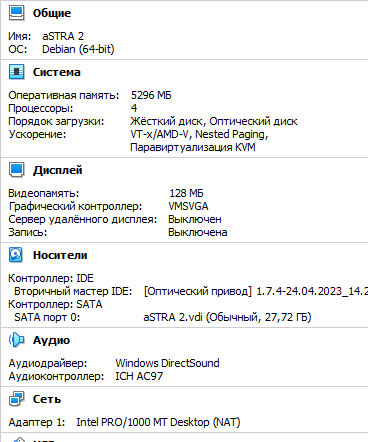 Общие
Имя: aSTRA 2
ОС: Debian (64-bit)
Система
Оперативная память: 5296 МБ
Процессоры: 4
Порядок загрузки: Жёсткий диск, Оптический диск
Ускорение: VT-x/AMD-V, Nested Paging,
Паравиртуализация KVM
Дисплей
Видеопамять: 128 МБ
Графический контроллер: VMSVGA
Сервер удалённого дисплея: Выключен
Запись: Выключена
Носители
Контроллер: IDE
Вторичный мастер IDE: [Оптический привод] 1.7.4-24.04.2023_14.2
Контроллер: SATA
SATA порт 0: aSTRA 2.vdi (Обычный, 27,72 ГБ)
Аудио
Аудиодрайвер: Windows DirectSound
Аудиоконтроллер: ICH AC97
Сеть
Адаптер 1: Intel PRO/1000 MT Desktop (NAT)